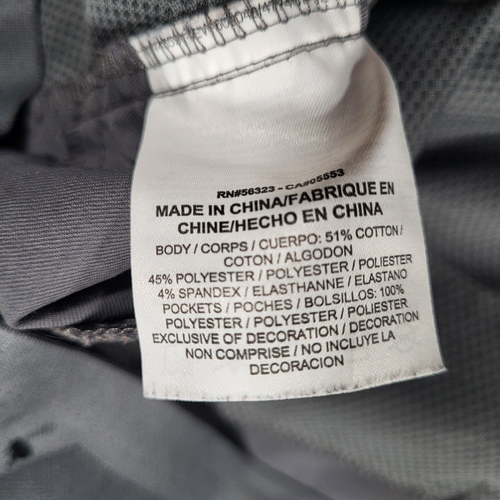 RN#56323 - CA#05553
MADE IN CHINA/FABRIQUE EN
CHINE/HECHO EN CHINA
BODY / CORPS / CUERPO: 51% COTTON /
COTON / ALGODON
45% POLYESTER / POLYESTER / POLIESTER
4% SPANDEX / ELASTHANNE / ELASTANO
POCKETS / POCHES / BOLSILLOS: 100%
POLYESTER / POLYESTER / POLIESTER
EXCLUSIVE OF DECORATION / DECORATION
NON COMPRISE / NO INCLUYE LA
DECORACION